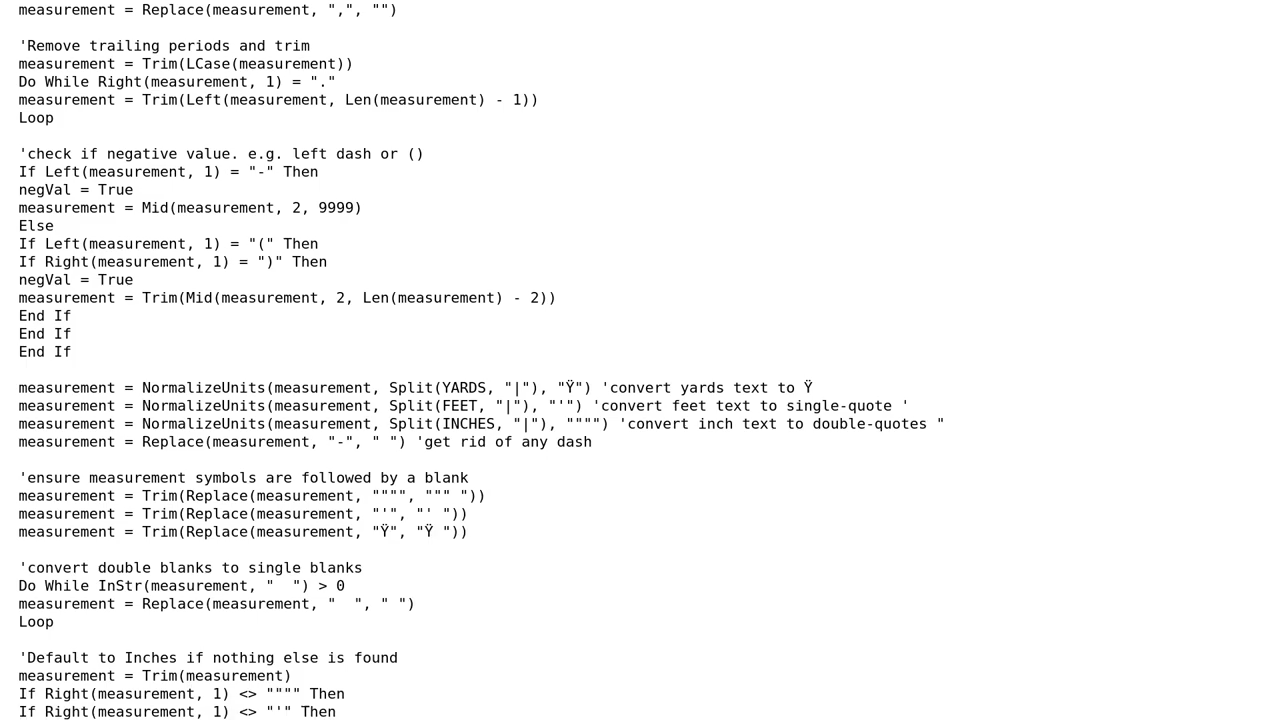 measurement = Replace(measurement, ",", "")
'Remove trailing periods and trim
measurement = Trim(LCase(measurement))
Do While Right(measurement, 1) = "."
measurement = Trim(Left(measurement, Len(measurement) - 1))
Loop
'check if negative value. e.g. left dash or ()
If Left(measurement, 1) = "-" Then
negVal = True
measurement = Mid(measurement, 2, 9999)
Else
If Left(measurement, 1) = "(" Then
If Right(measurement, 1) = ")" Then
negVal = True
measurement = Trim(Mid(measurement, 2, Len(measurement) - 2))
End If
End If
End If
measurement = NormalizeUnits(measurement, Split(YARDS, "|"), "Ÿ") 'convert yards text to Ÿ
measurement = NormalizeUnits(measurement, Split(FEET, "|"), "'") 'convert feet text to single-quote '
measurement = NormalizeUnits(measurement, Split(INCHES, "|"), """") 'convert inch text to double-quotes "
measurement = Replace(measurement, "-", " ") 'get rid of any dash
'ensure measurement symbols are followed by a blank
measurement = Trim(Replace(measurement, """", """ "))
measurement = Trim(Replace(measurement, "'", "' "))
measurement = Trim(Replace(measurement, "Ÿ", "Ÿ "))
'convert double blanks to single blanks
Do While InStr(measurement, "  ") > 0
measurement = Replace(measurement, "  ", " ")
Loop
'Default to Inches if nothing else is found
measurement = Trim(measurement)
If Right(measurement, 1) <> """" Then
If Right(measurement, 1) <> "'" Then